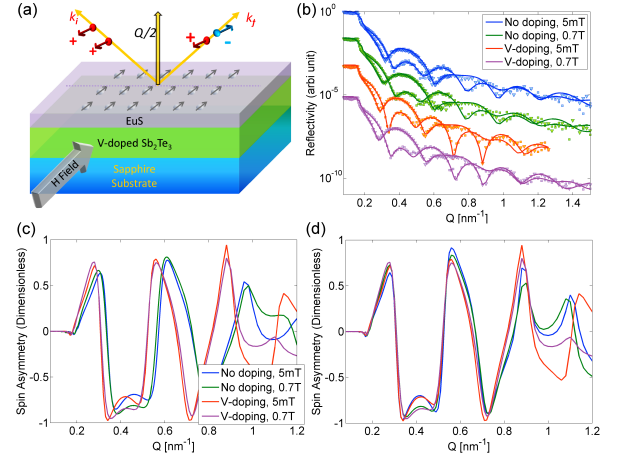 (a)
k_i
Q/2
k_f
+
+
+
−
EuS
V-doped Sb2Te3
H Field
Sapphire
Substrate
(b)
Reflectivity (arbi unit)
10^0
10^-5
10^-10
No doping, 5mT
No doping, 0.7T
V-doping, 5mT
V-doping, 0.7T
0.2 0.4 0.6 0.8 1.0 1.2 1.5
Q [nm^-1]
(c)
Spin Asymmetry (Dimensionless)
1
0.5
0
-0.5
-1
No doping, 5mT
No doping, 0.7T
V-doping, 5mT
V-doping, 0.7T
0.2 0.4 0.6 0.8 1 1.2
Q [nm^-1]
(d)
Spin Asymmetry (Dimensionless)
1
0.5
0
-0.5
-1
0.2 0.4 0.6 0.8 1 1.2
Q [nm^-1]